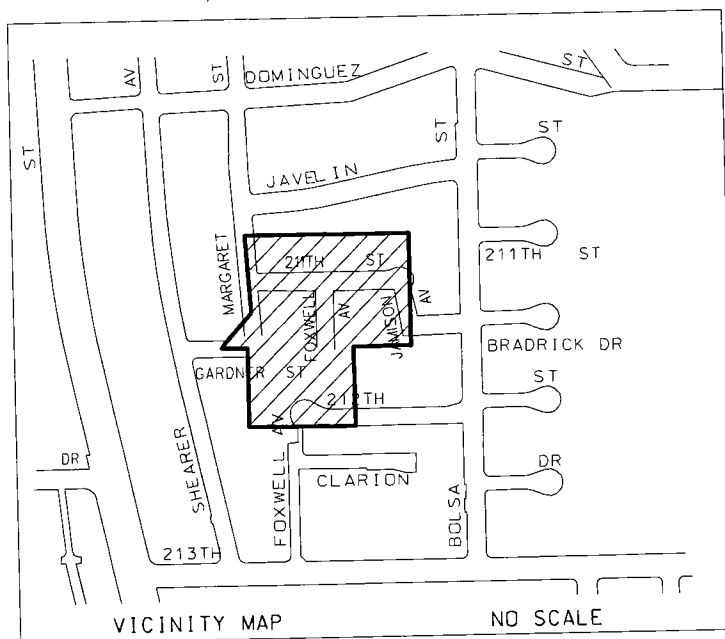 AV
ST
DOMINGUEZ
ST
ST
ST
ST
JAVELIN
MARGARET
211TH ST
211TH ST
FOXWELL AV
JAMISON AV
BRADRICK DR
GARDNER ST
ST
212TH
DR
SHEARER
FOXWELL AV
CLARION
DR
BOLSA
213TH
VICINITY MAP
NO SCALE